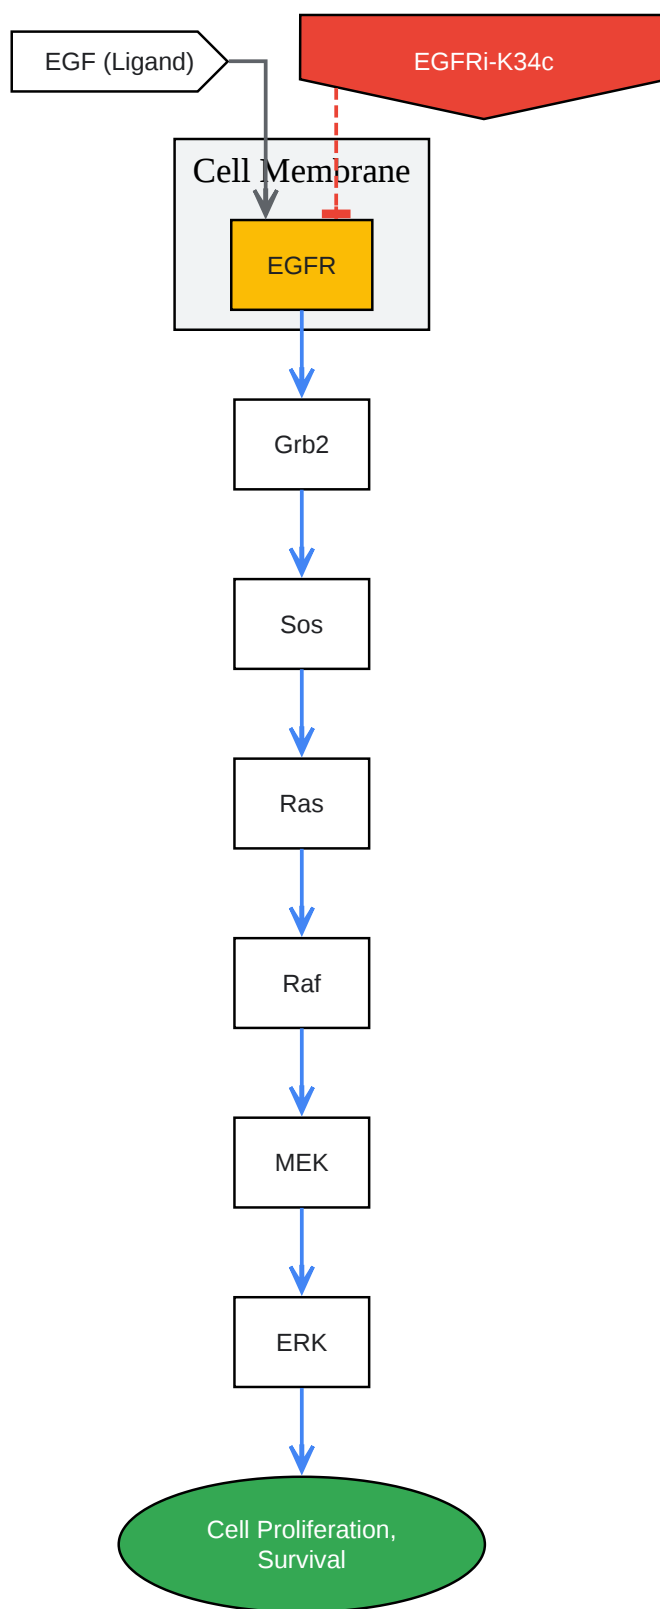 EGF (Ligand)
EGFRi-K34c
Cell Membrane
EGFR
Grb2
Sos
Ras
Raf
MEK
ERK
Cell Proliferation,
Survival